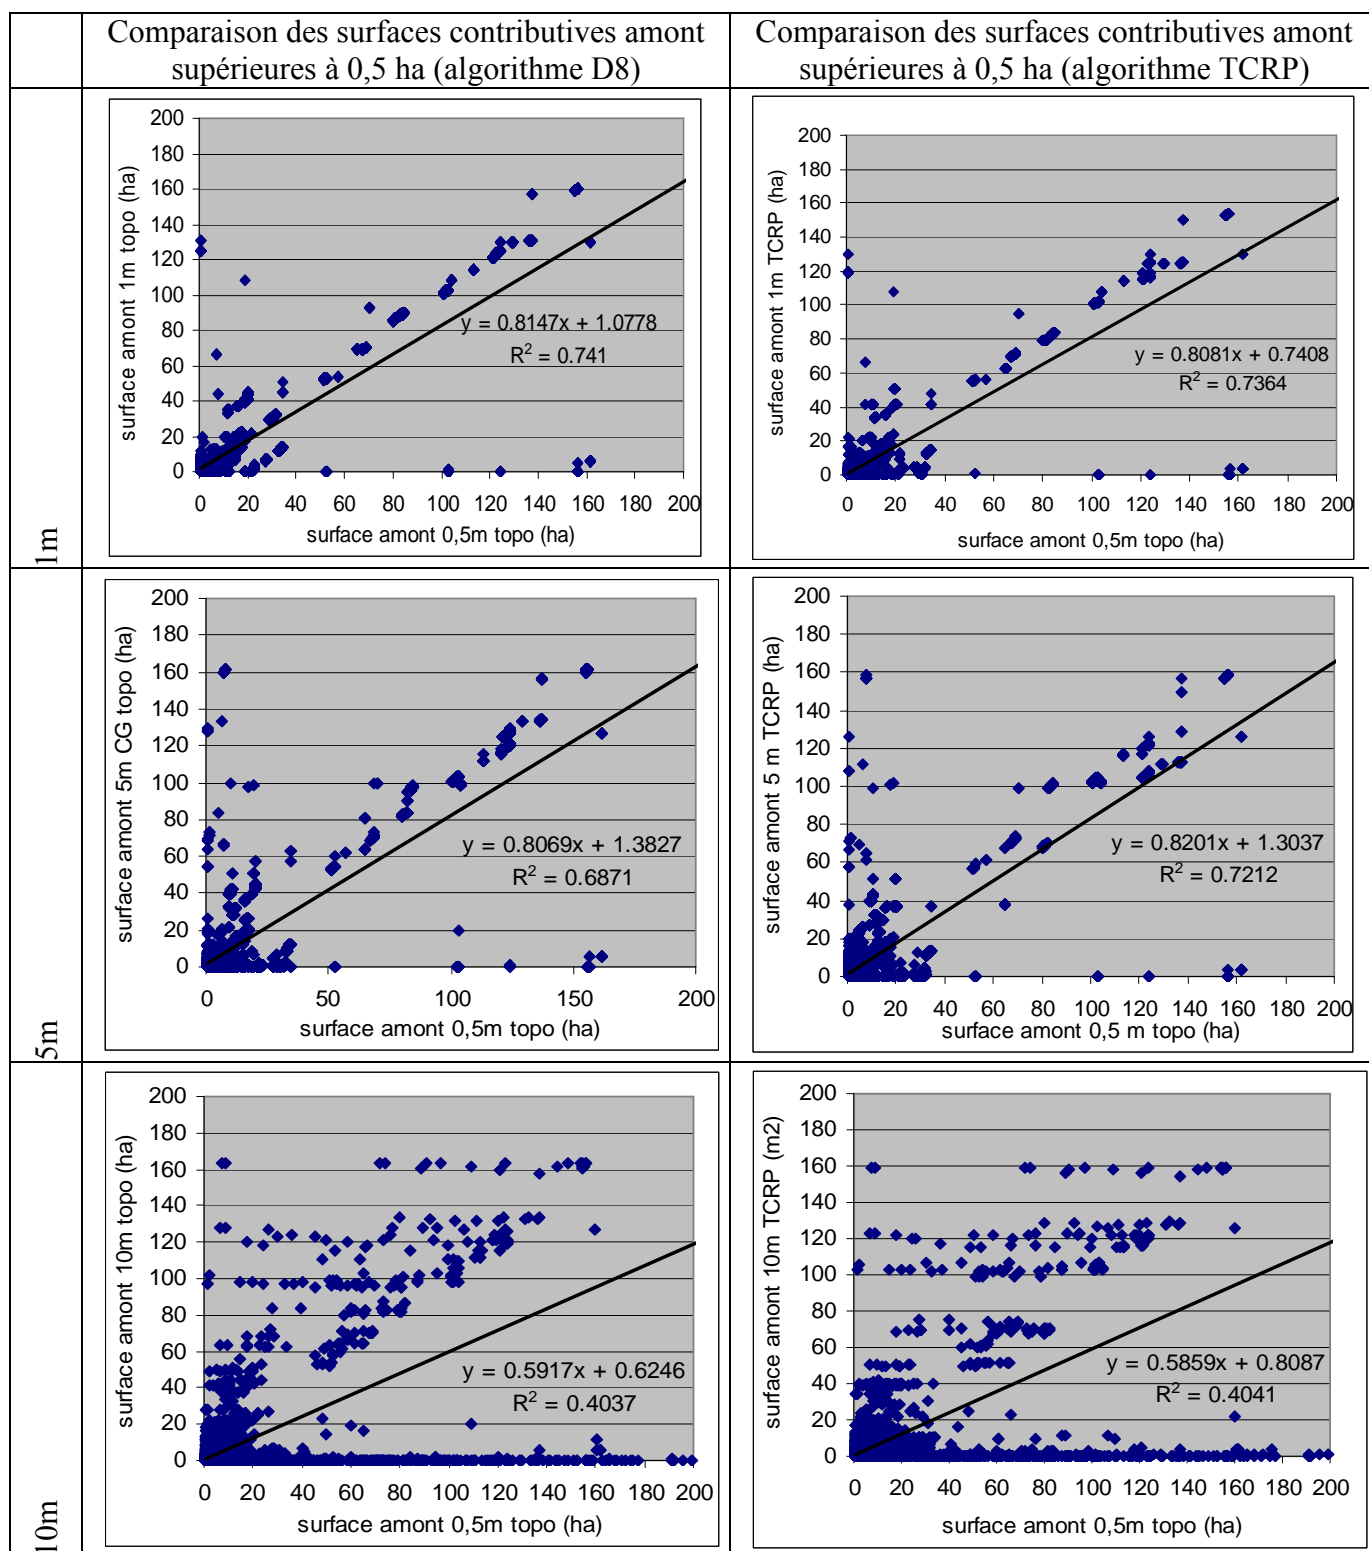 Comparaison des surfaces contributives amont
supérieures à 0,5 ha (algorithme D8)
Comparaison des surfaces contributives amont
supérieures à 0,5 ha (algorithme TCRP)
1m
surface amont 1m topo (ha)
200
180
160
140
120
100
80
60
40
20
0
y = 0.8147x + 1.0778
R² = 0.741
0 20 40 60 80 100 120 140 160 180 200
surface amont 0,5m topo (ha)
surface amont 1m TCRP (ha)
200
180
160
140
120
100
80
60
40
20
0
y = 0.8081x + 0.7408
R² = 0.7364
0 20 40 60 80 100 120 140 160 180 200
surface amont 0,5m topo (ha)
5m
surface amont 5m CG topo (ha)
200
180
160
140
120
100
80
60
40
20
0
y = 0.8069x + 1.3827
R² = 0.6871
0 50 100 150 200
surface amont 0,5m topo (ha)
surface amont 5 m TCRP (ha)
200
180
160
140
120
100
80
60
40
20
0
y = 0.8201x + 1.3037
R² = 0.7212
0 20 40 60 80 100 120 140 160 180 200
surface amont 0,5 m topo (ha)
10m
surface amont 10m topo (ha)
200
180
160
140
120
100
80
60
40
20
0
y = 0.5917x + 0.6246
R² = 0.4037
0 20 40 60 80 100 120 140 160 180 200
surface amont 0,5m topo (ha)
surface amont 10m TCRP (m2)
200
180
160
140
120
100
80
60
40
20
0
y = 0.5859x + 0.8087
R² = 0.4041
0 20 40 60 80 100 120 140 160 180 200
surface amont 0,5m topo (ha)